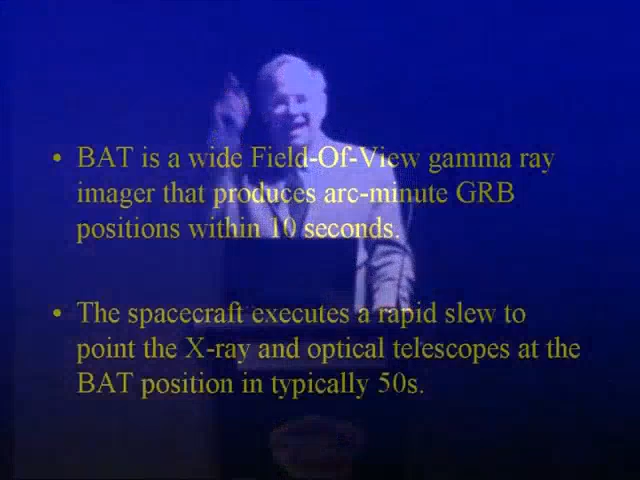 • BAT is a wide Field-Of-View gamma ray
imager that produces arc-minute GRB
positions within 10 seconds.
• The spacecraft executes a rapid slew to
point the X-ray and optical telescopes at the
BAT position in typically 50s.